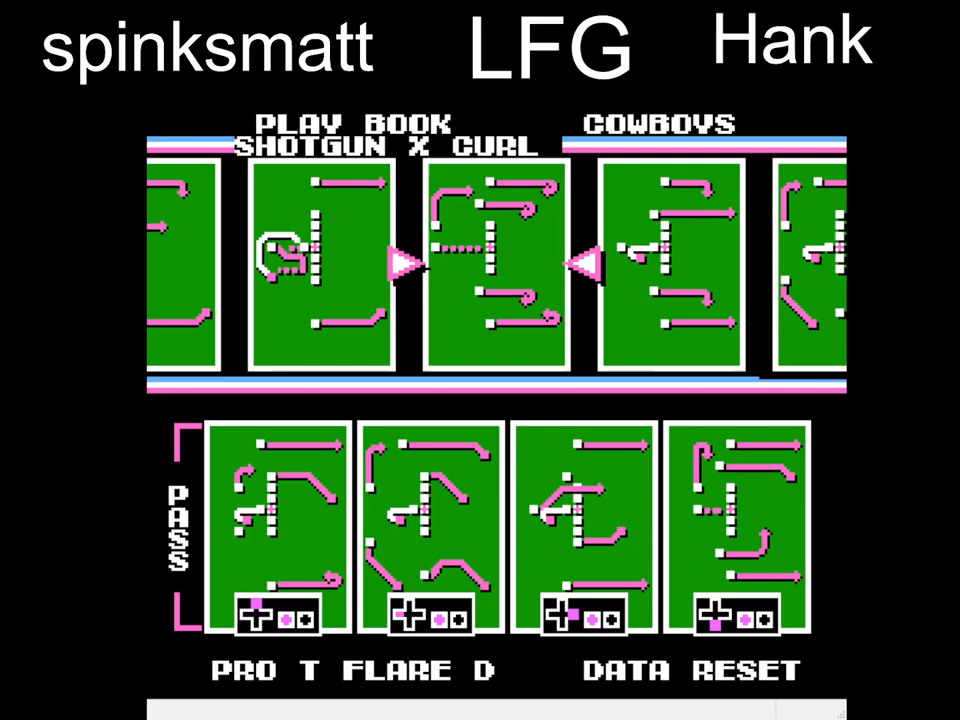 spinksmatt LFG Hank
PLAY BOOK COWBOYS
SHOTGUN X CURL
PASS
PRO T FLARE D DATA RESET